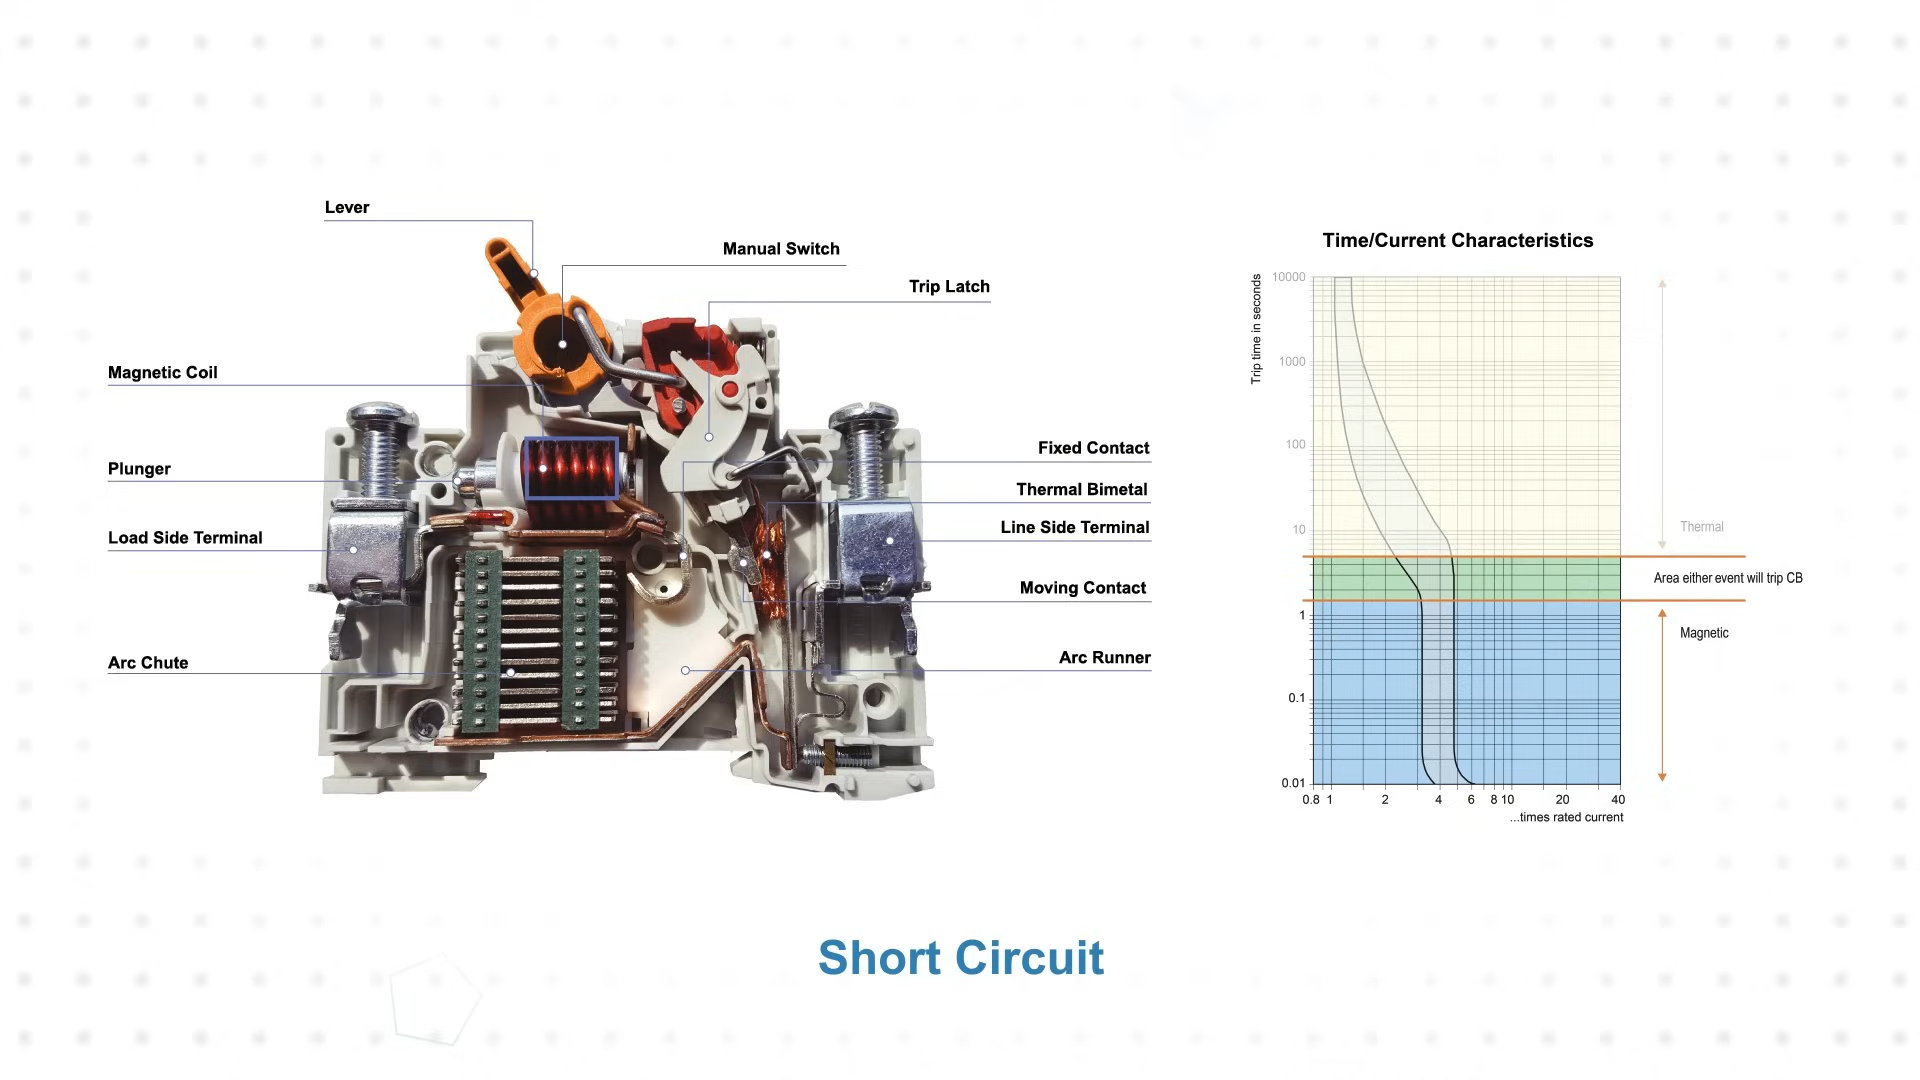 Lever
Manual Switch
Trip Latch
Magnetic Coil
Plunger
Load Side Terminal
Arc Chute
Fixed Contact
Thermal Bimetal
Line Side Terminal
Moving Contact
Arc Runner
Time/Current Characteristics
Trip time in seconds
10000
1000
100
10
1
0.1
0.01
0.8 1 2 4 6 8 10 20 40
...times rated current
Thermal
Area either event will trip CB
Magnetic
Short Circuit